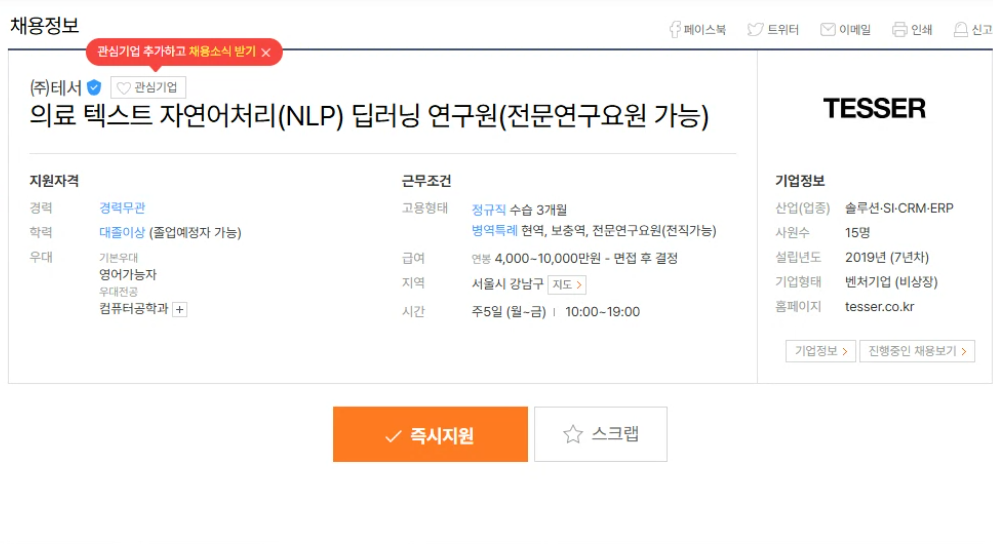 채용정보
페이스북 트위터 이메일 인쇄 신고
관심기업 추가하고 채용소식 받기 ×
㈜테서 관심기업
의료 텍스트 자연어처리(NLP) 딥러닝 연구원(전문연구요원 가능)
지원자격
경력 경력무관
학력 대졸이상 (졸업예정자 가능)
우대 기본우대
영어가능자
우대전공
컴퓨터공학과 +
근무조건
고용형태 정규직 수습 3개월
병역특례 현역, 보충역, 전문연구요원(전직가능)
급여 연봉 4,000~10,000만원 - 면접 후 결정
지역 서울시 강남구 지도 >
시간 주5일 (월~금) | 10:00~19:00
TESSER
기업정보
산업(업종) 솔루션·SI·CRM·ERP
사원수 15명
설립년도 2019년 (7년차)
기업형태 벤처기업 (비상장)
홈페이지 tesser.co.kr
기업정보 > 진행중인 채용보기 >
즉시지원 스크랩